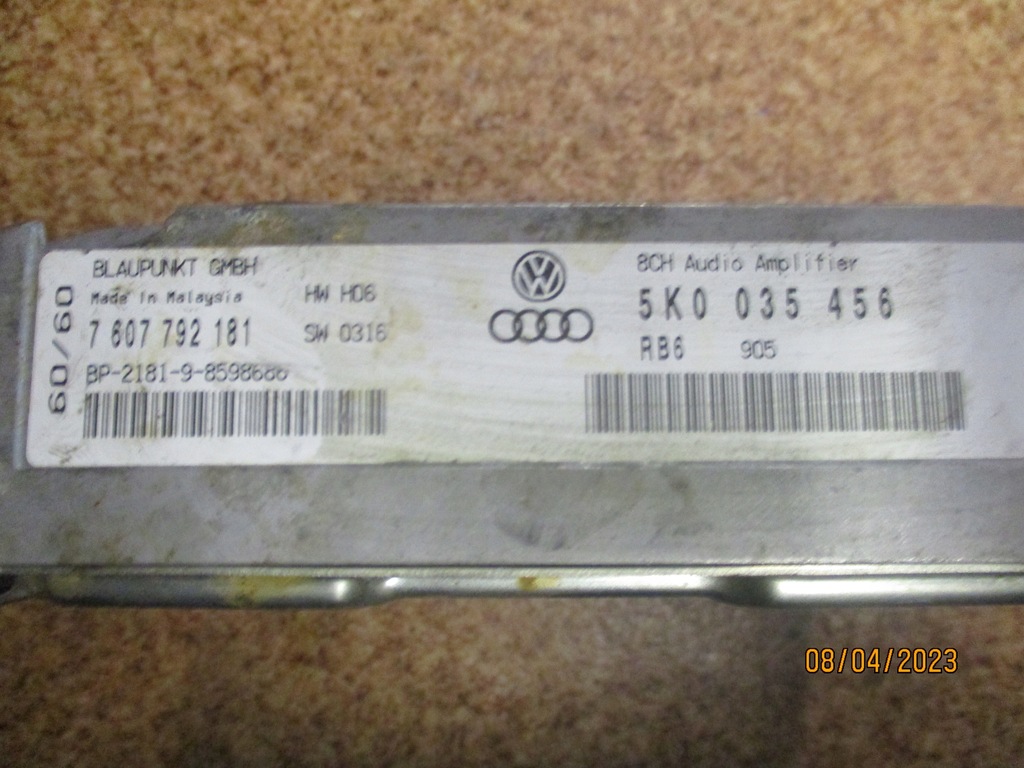 BLAUPUNKT GMBH
Made in Malaysia
HW H06
7 607 792 181
SW 0316
BP-2181-9-8598686
60/60
8CH Audio Amplifier
5K0 035 456
RB6 905
08/04/2023